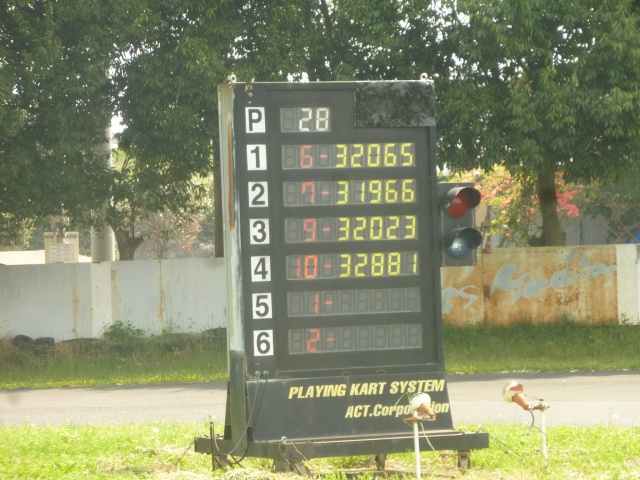 P 28
1 6- 32065
2 7- 31966
3 9- 32023
4 10- 32881
5 1-
6 2-
PLAYING KART SYSTEM
ACT.Corporation